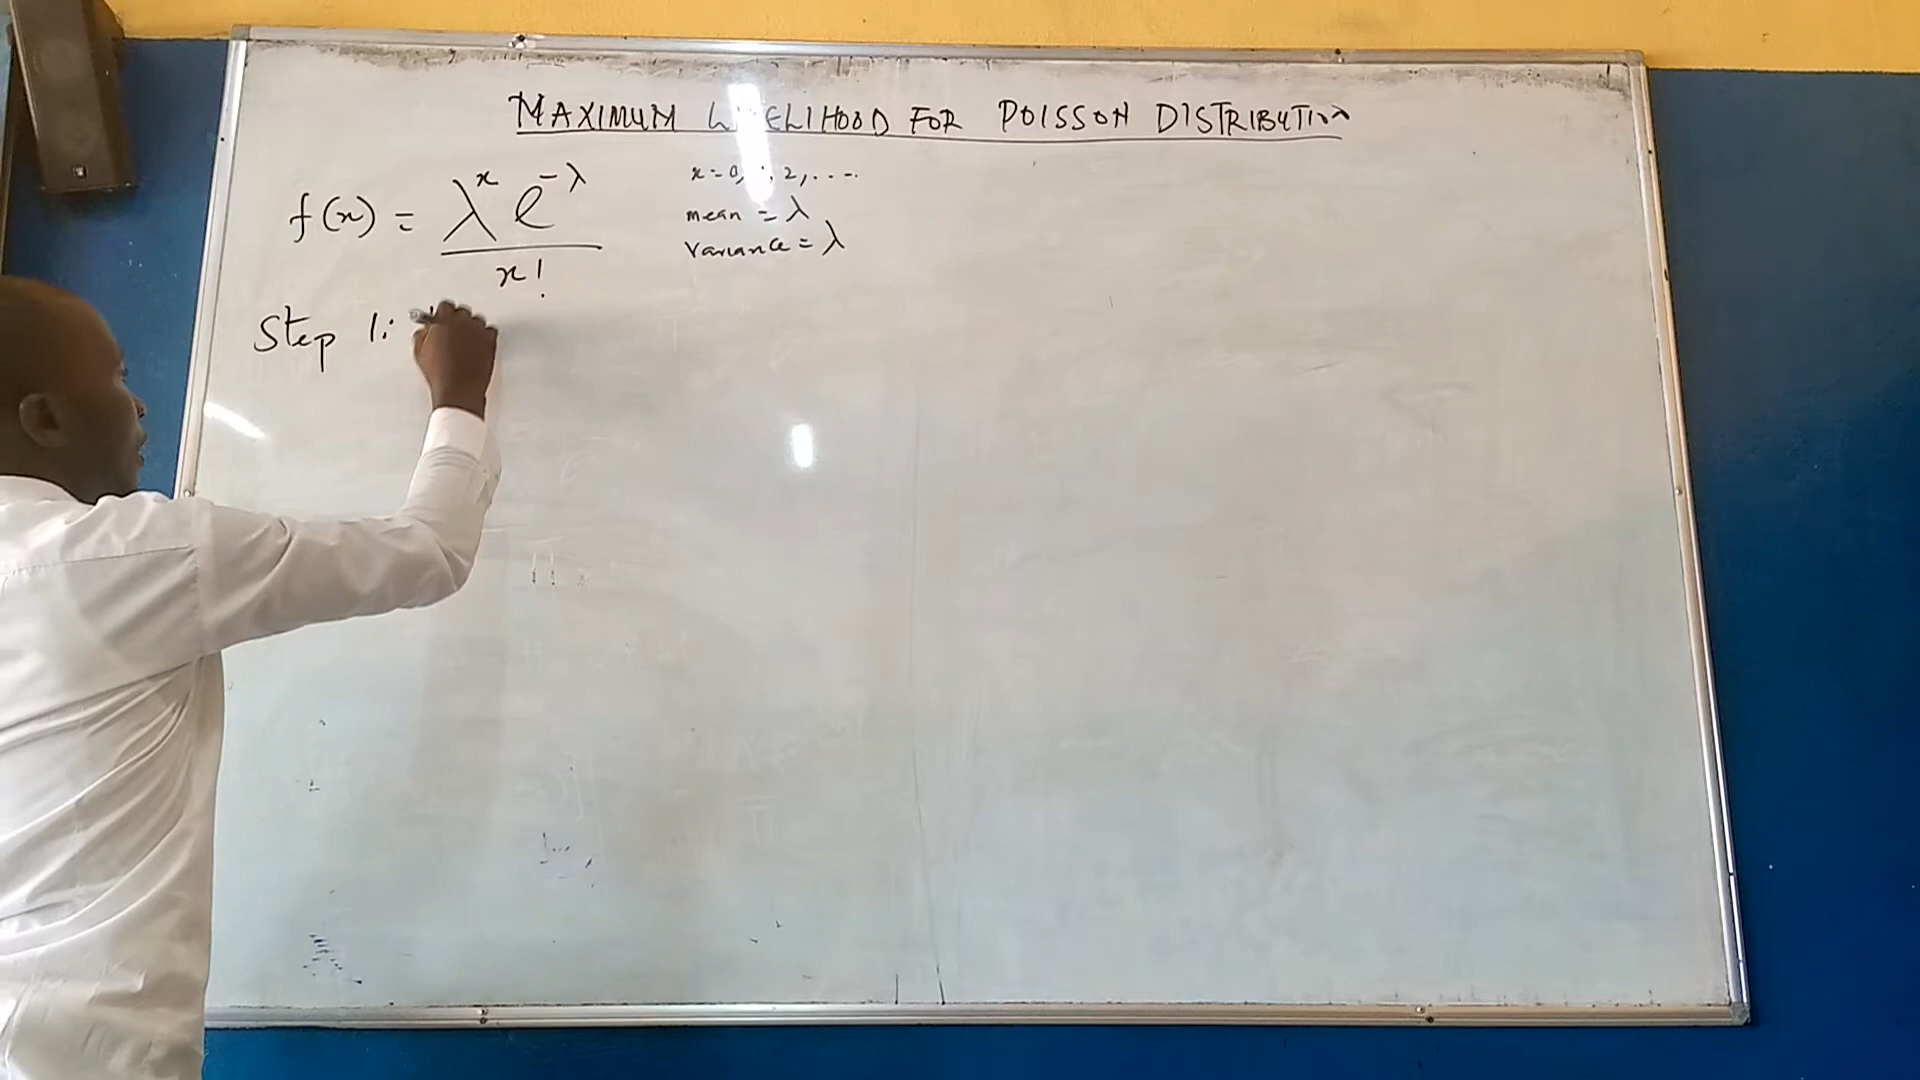 MAXIMUM LIKELIHOOD FOR POISSON DISTRIBUTION
f(x) = λ^x e^-λ / x!
x = 0, 1, 2, ....
mean = λ
variance = λ
Step 1: